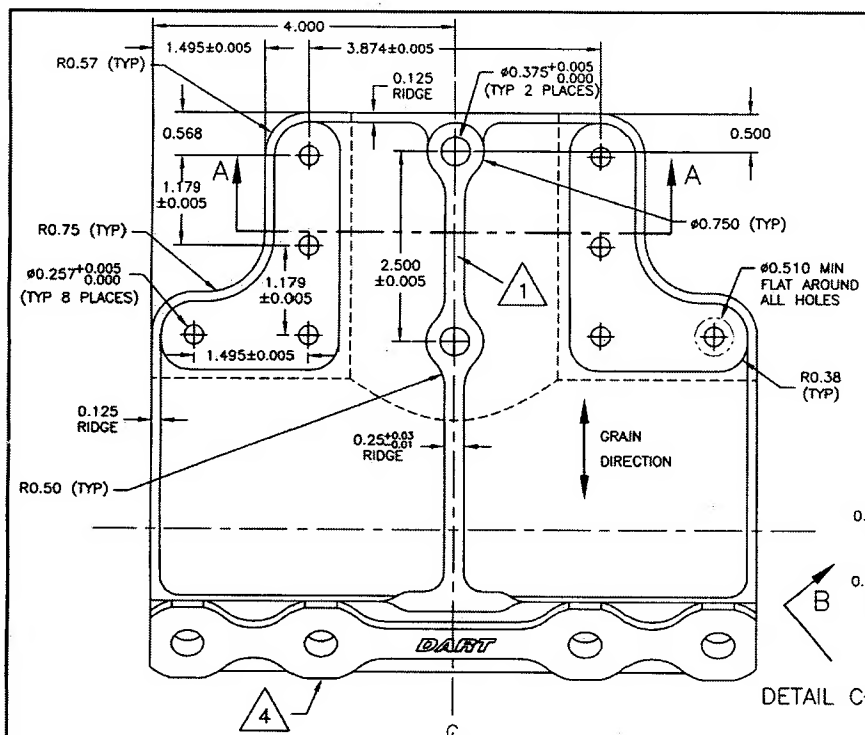 4.000
1.495±0.005
3.874±0.005
R0.57 (TYP)
0.125
RIDGE
ø0.375+0.005
0.000
(TYP 2 PLACES)
0.568
0.500
A
A
1.179
±0.005
R0.75 (TYP)
ø0.750 (TYP)
ø0.257+0.005
0.000
(TYP 8 PLACES)
1.179
±0.005
2.500
±0.005
1
ø0.510 MIN
FLAT AROUND
ALL HOLES
1.495±0.005
R0.38
(TYP)
0.125
RIDGE
0.25+0.03
-0.01
RIDGE
GRAIN
DIRECTION
R0.50 (TYP)
0.
0.
B
DART
DETAIL C-
4